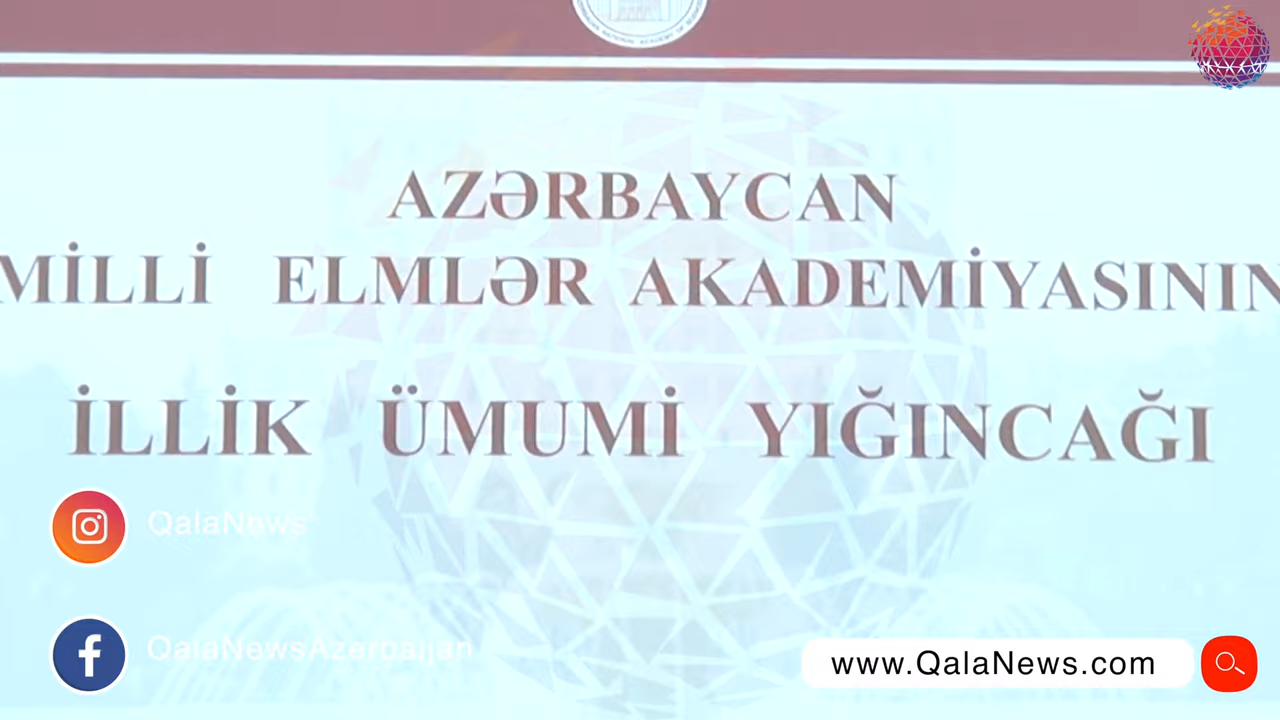 AZƏRBAYCAN
MİLLİ ELMLƏR AKADEMİYASININ
İLLİK ÜMUMİ YIĞINCAĞI
QalaNews
QalaNewsAzerbaijan
www.QalaNews.com